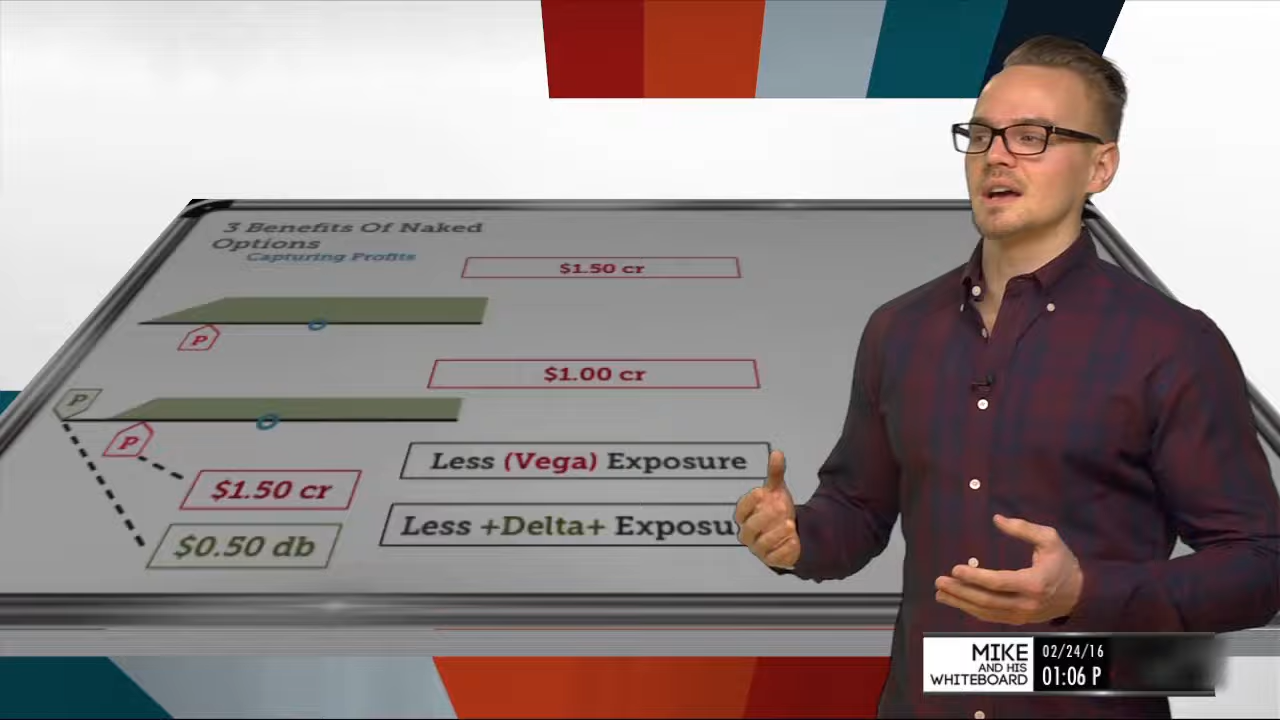 3 Benefits Of Naked
Options
Capturing Profits
$1.50 cr
P
$1.00 cr
P
P
Less (Vega) Exposure
$1.50 cr
Less +Delta+ Exposu
$0.50 db
MIKE
AND HIS
WHITEBOARD
02/24/16
01:06 P